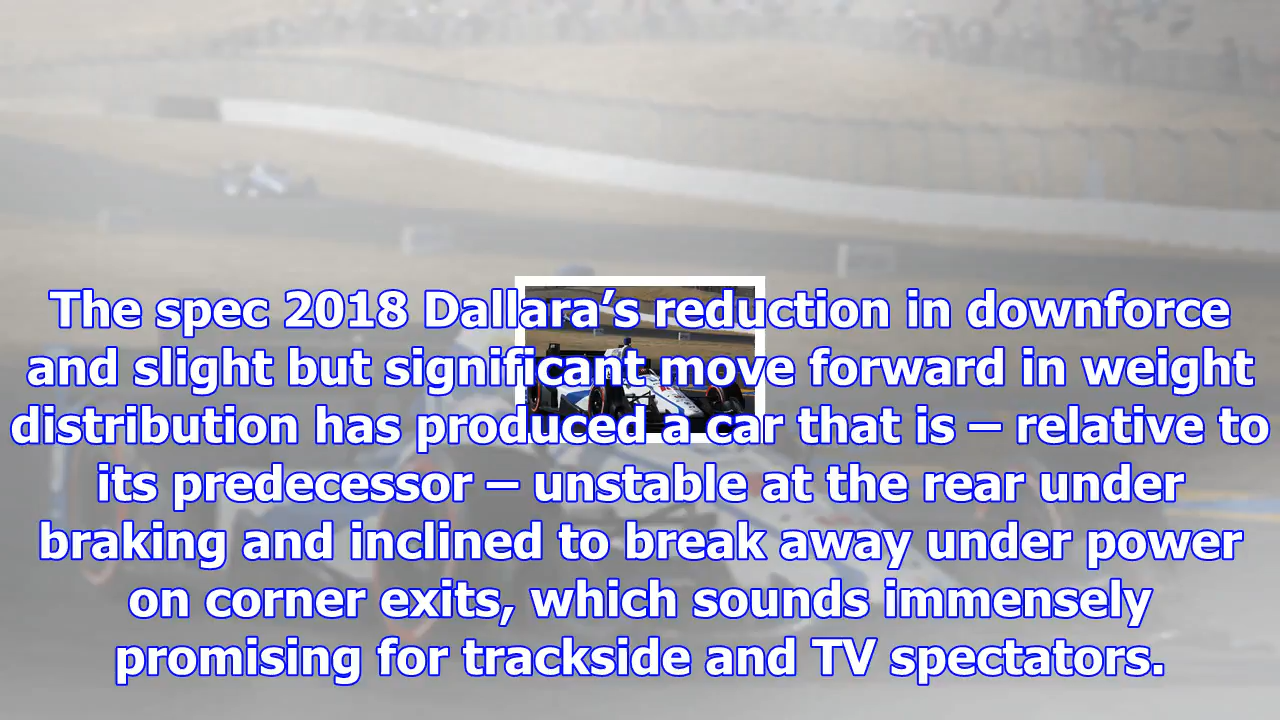 The spec 2018 Dallara’s reduction in downforce
and slight but significant move forward in weight
distribution has produced a car that is – relative to
its predecessor – unstable at the rear under
braking and inclined to break away under power
on corner exits, which sounds immensely
promising for trackside and TV spectators.